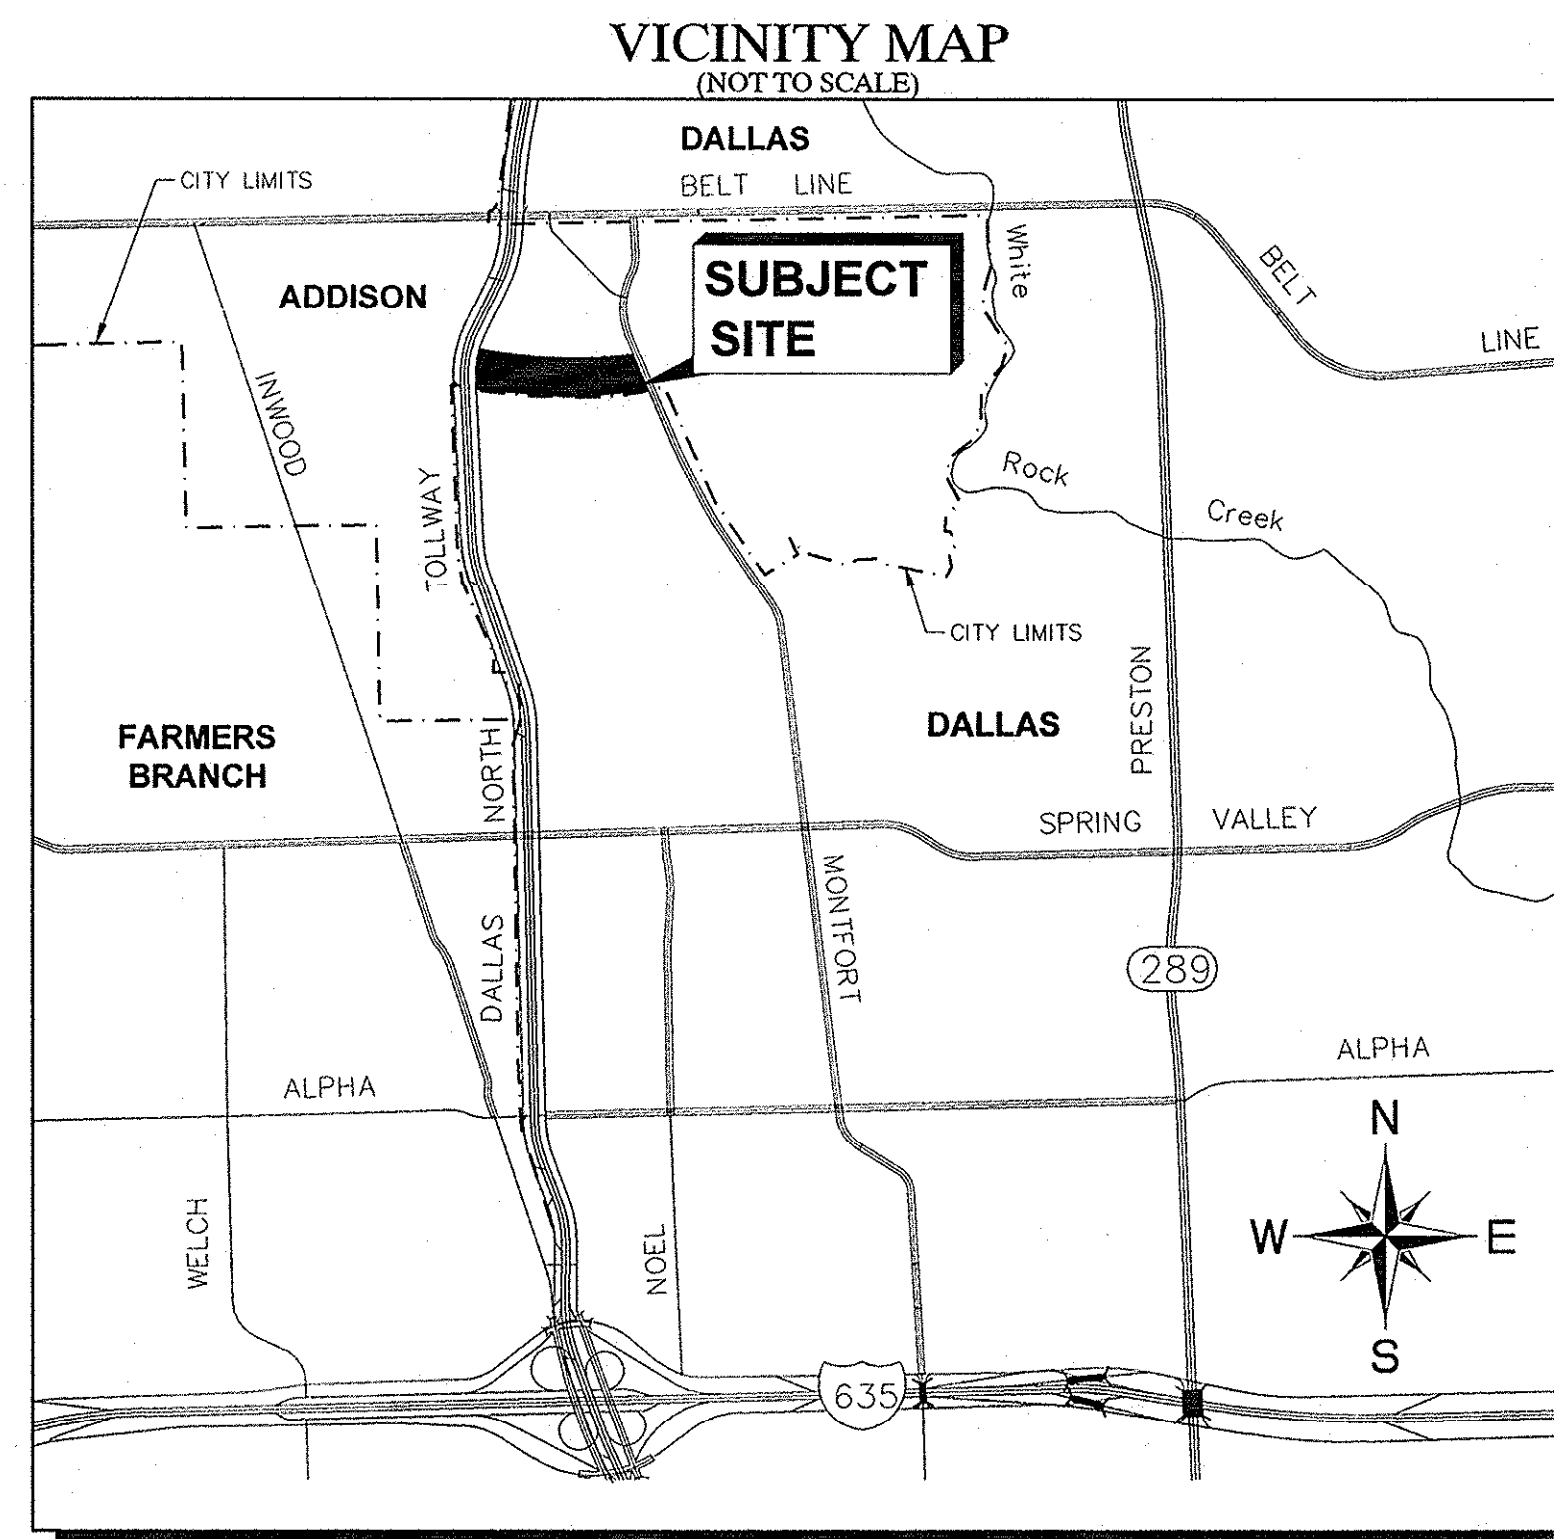 VICINITY MAP
(NOT TO SCALE)
DALLAS
CITY LIMITS
BELT LINE
White
SUBJECT
SITE
BELT
ADDISON
LINE
INWOOD
Rock
TOLLWAY
Creek
CITY LIMITS
PRESTON
DALLAS
FARMERS
BRANCH
NORTH
SPRING VALLEY
MONTFORT
DALLAS
289
ALPHA
ALPHA
N
WELCH
NOEL
W
E
S
635